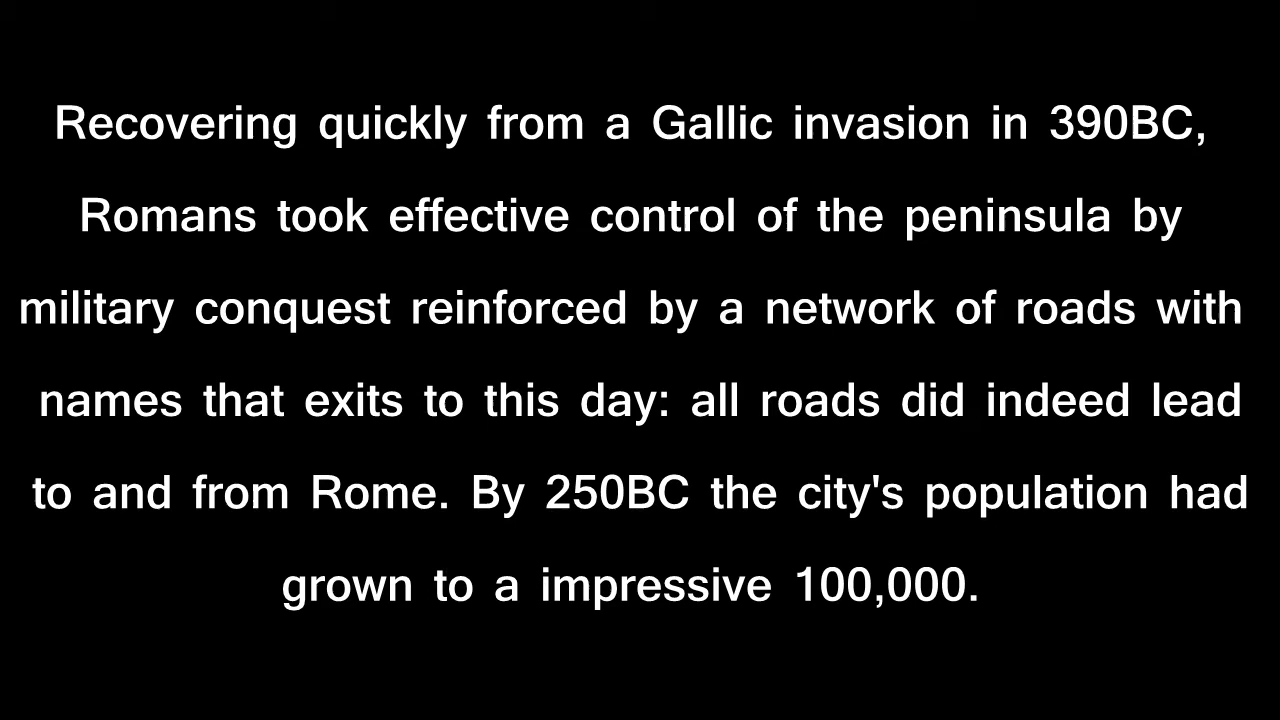 Recovering quickly from a Gallic invasion in 390BC,
Romans took effective control of the peninsula by
military conquest reinforced by a network of roads with
names that exits to this day: all roads did indeed lead
to and from Rome. By 250BC the city's population had
grown to a impressive 100,000.